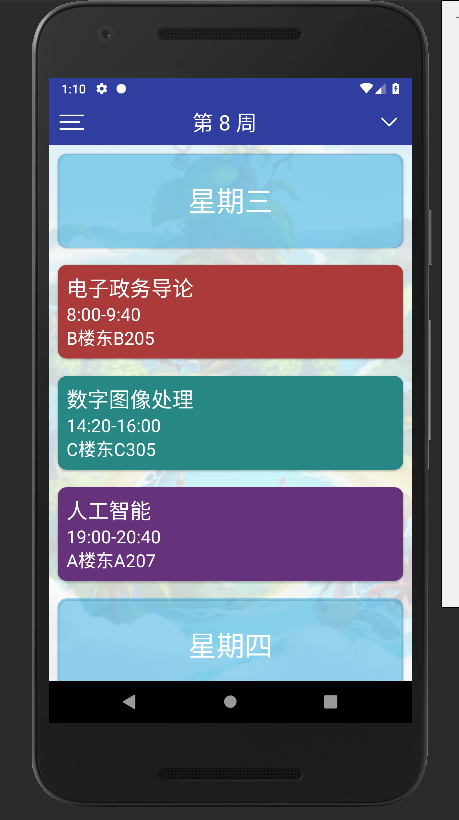 1:10
第 8 周
星期三
电子政务导论
8:00-9:40
B楼东B205
数字图像处理
14:20-16:00
C楼东C305
人工智能
19:00-20:40
A楼东A207
星期四